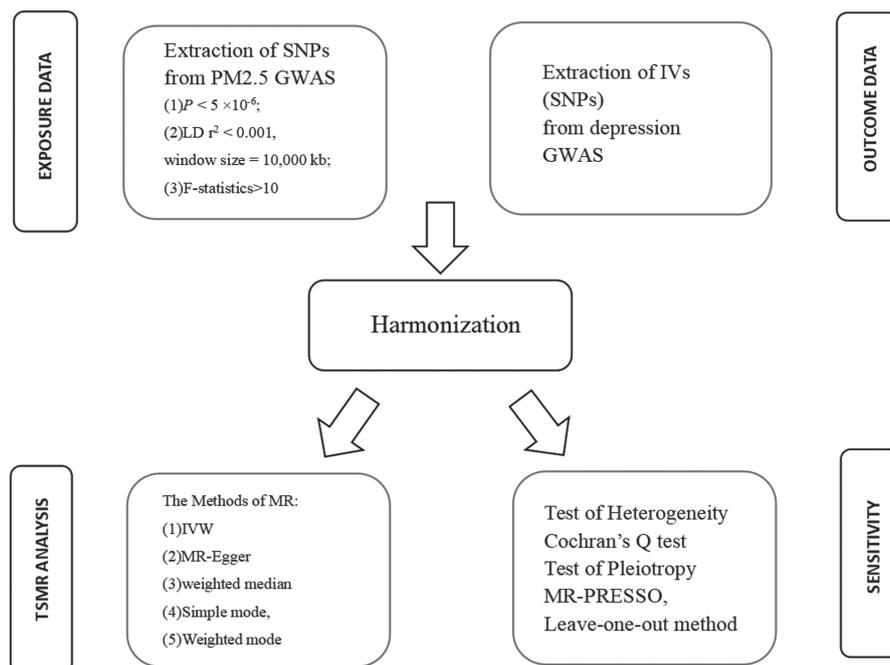 EXPOSURE DATA
Extraction of SNPs
from PM2.5 GWAS
(1)P < 5 ×10⁻⁶;
(2)LD r² < 0.001,
window size = 10,000 kb;
(3)F-statistics>10
Extraction of IVs
(SNPs)
from depression
GWAS
OUTCOME DATA
Harmonization
TSMR ANALYSIS
The Methods of MR:
(1)IVW
(2)MR-Egger
(3)weighted median
(4)Simple mode,
(5)Weighted mode
Test of Heterogeneity
Cochran’s Q test
Test of Pleiotropy
MR-PRESSO,
Leave-one-out method
SENSITIVITY